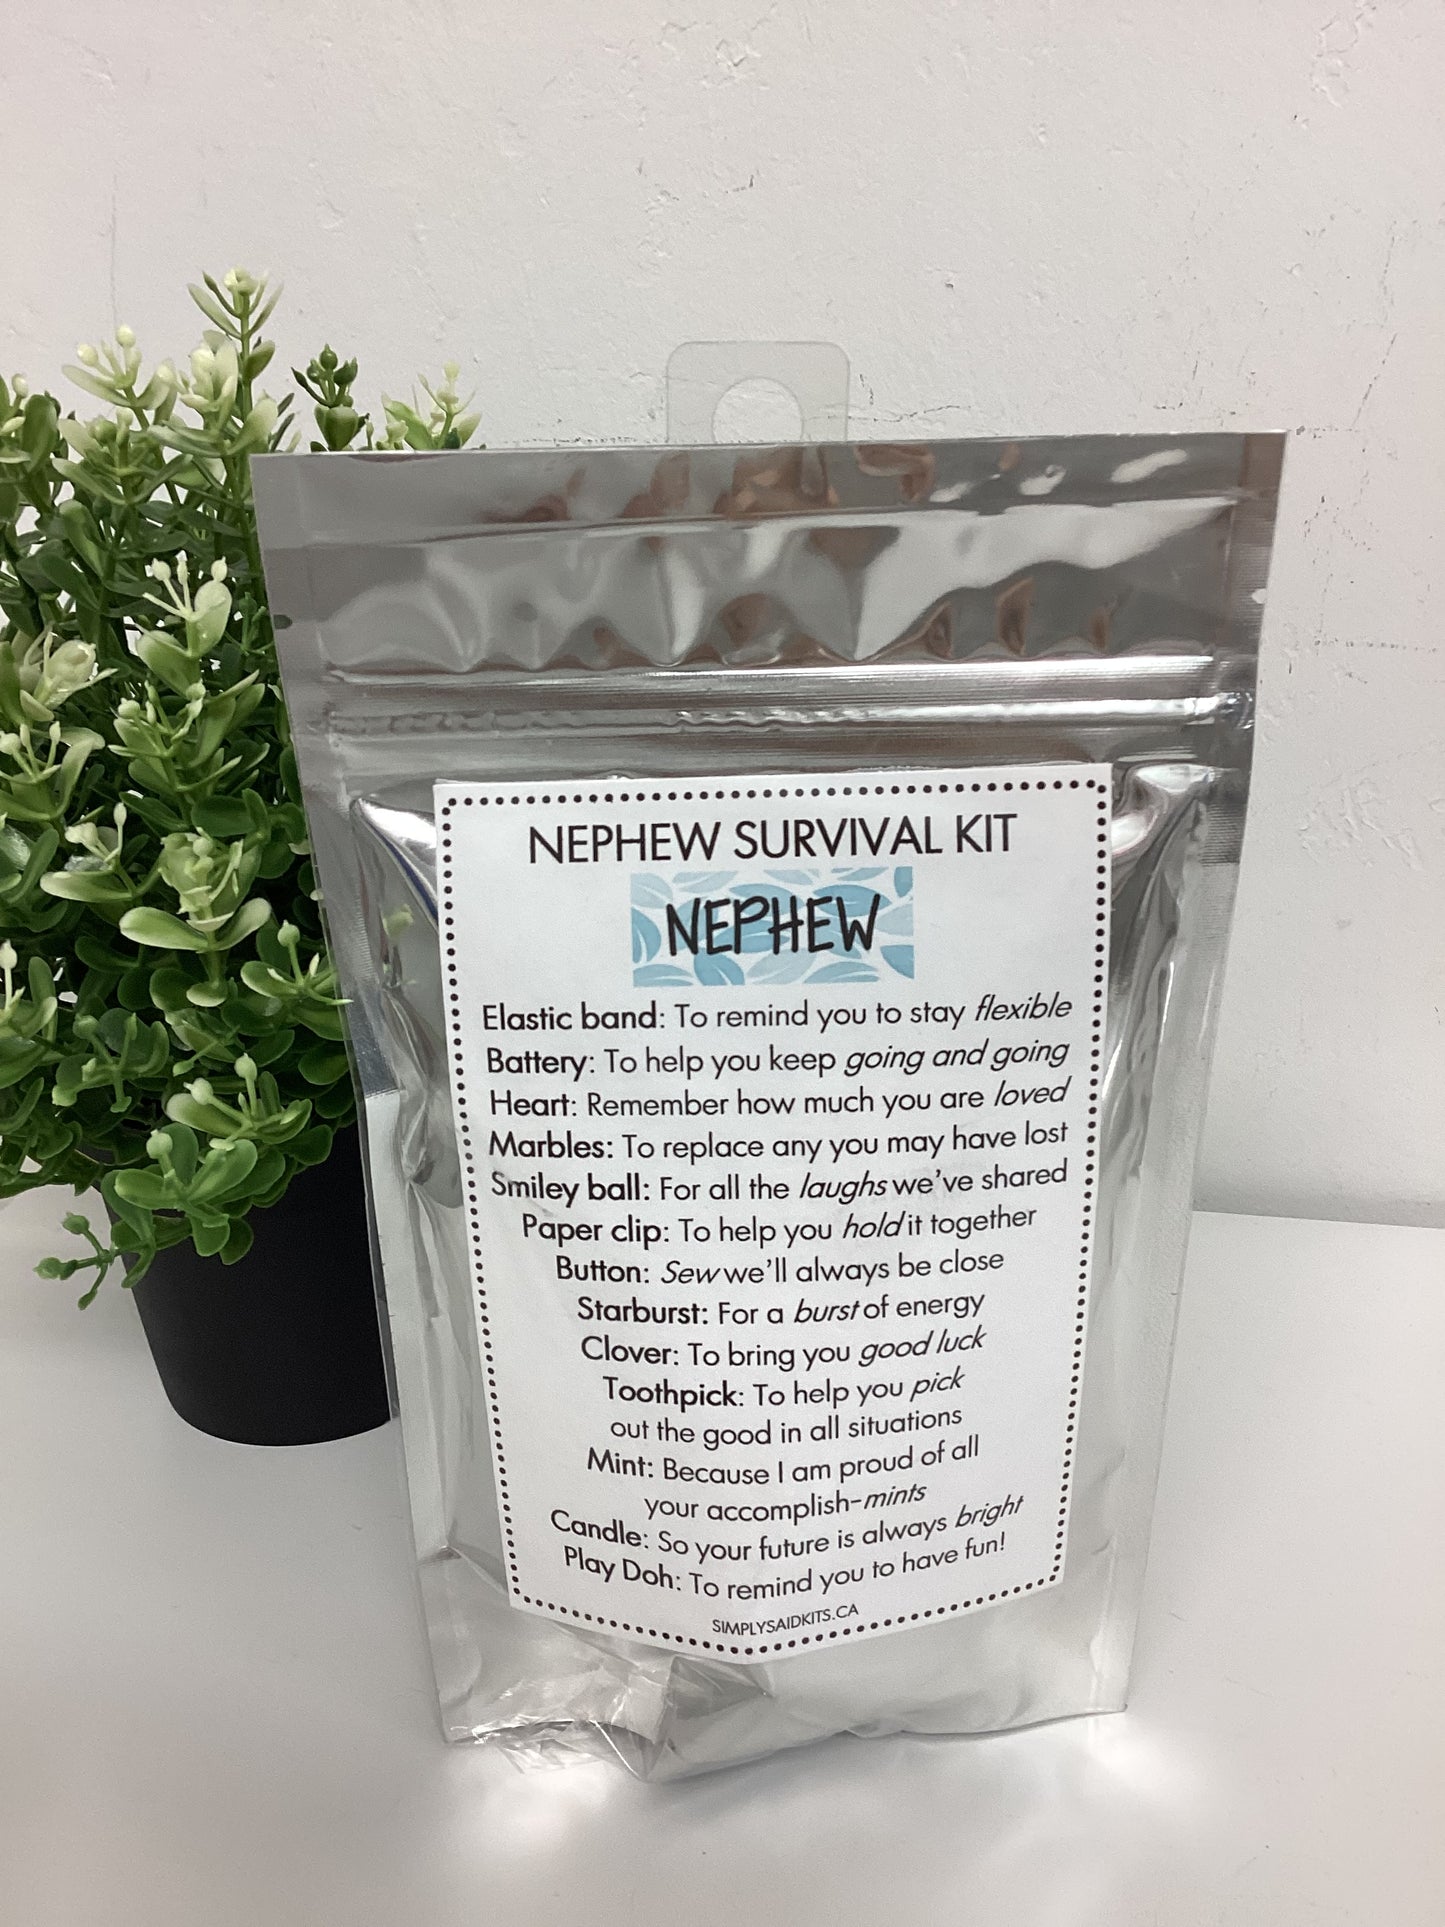 NEPHEW SURVIVAL KIT
NEPHEW
Elastic band: To remind you to stay flexible
Battery: To help you keep going and going
Heart: Remember how much you are loved
Marbles: To replace any you may have lost
Smiley ball: For all the laughs we've shared
Paper clip: To help you hold it together
Button: Sew we'll always be close
Starburst: For a burst of energy
Clover: To bring you good luck
Toothpick: To help you pick
out the good in all situations
Mint: Because I am proud of all
your accomplish-mints
Candle: So your future is always bright
Play Doh: To remind you to have fun!
SIMPLYSAIDKITS.CA